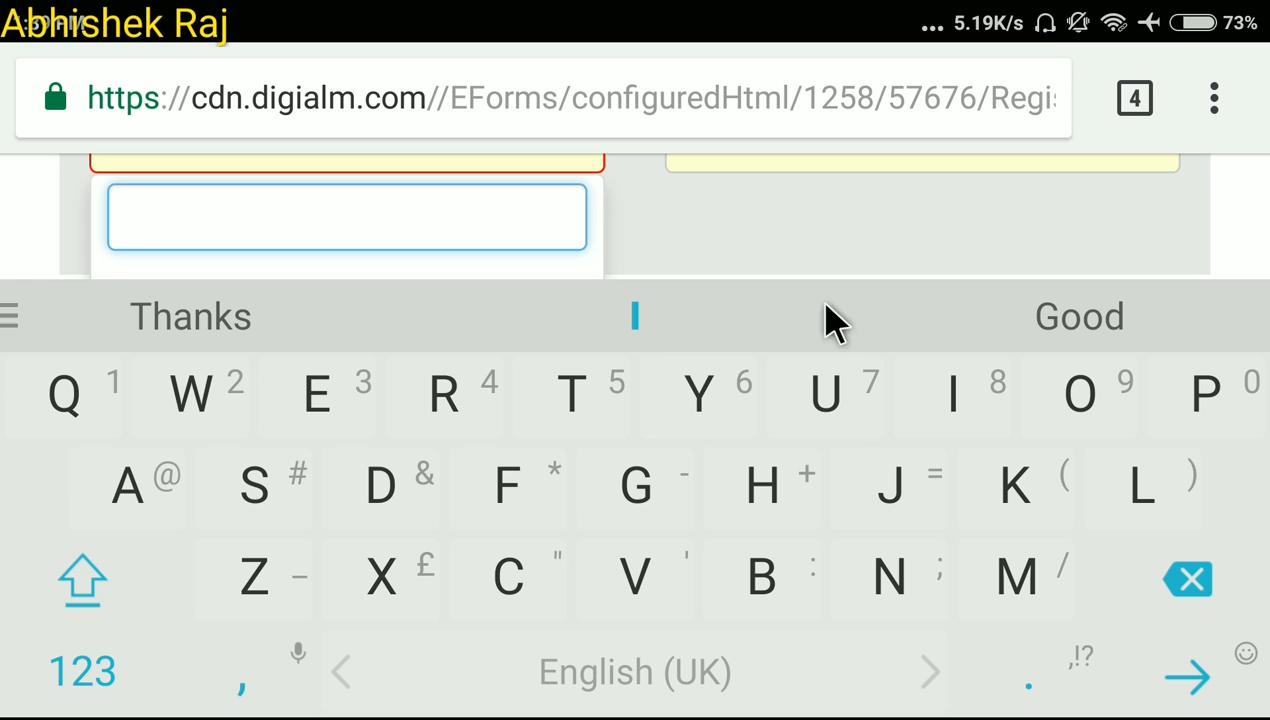 Abhishek Raj
... 5.19K/s 73%
https://cdn.digialm.com//EForms/configuredHtml/1258/57676/Regis 4
Thanks I Good
Q 1 W 2 E 3 R 4 T 5 Y 6 U 7 I 8 O 9 P 0
A @ S # D & F * G - H + J = K ( L )
Z – X £ C " V ' B : N ; M /
123 , < English (UK) > . ,!?